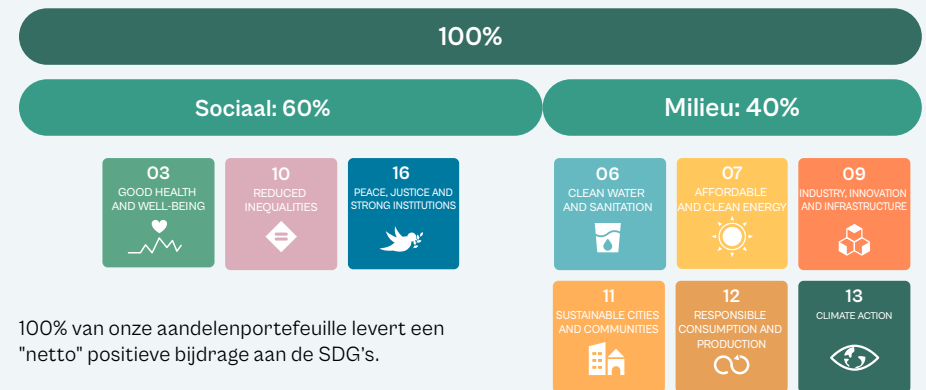 100%
Sociaal: 60%
Milieu: 40%
03
GOOD HEALTH
AND WELL-BEING
10
REDUCED
INEQUALITIES
16
PEACE, JUSTICE AND
STRONG INSTITUTIONS
06
CLEAN WATER
AND SANITATION
07
AFFORDABLE
AND CLEAN ENERGY
09
INDUSTRY, INNOVATION
AND INFRASTRUCTURE
11
SUSTAINABLE CITIES
AND COMMUNITIES
12
RESPONSIBLE
CONSUMPTION AND
PRODUCTION
13
CLIMATE ACTION
100% van onze aandelenportefeuille levert een
"netto" positieve bijdrage aan de SDG's.